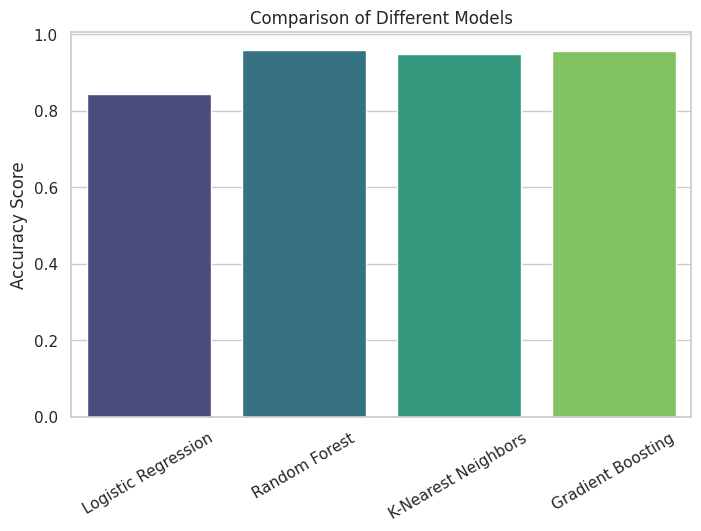 Comparison of Different Models
1.0
0.8
0.6
0.4
0.2
0.0
Accuracy Score
Logistic Regression
Random Forest
K-Nearest Neighbors
Gradient Boosting